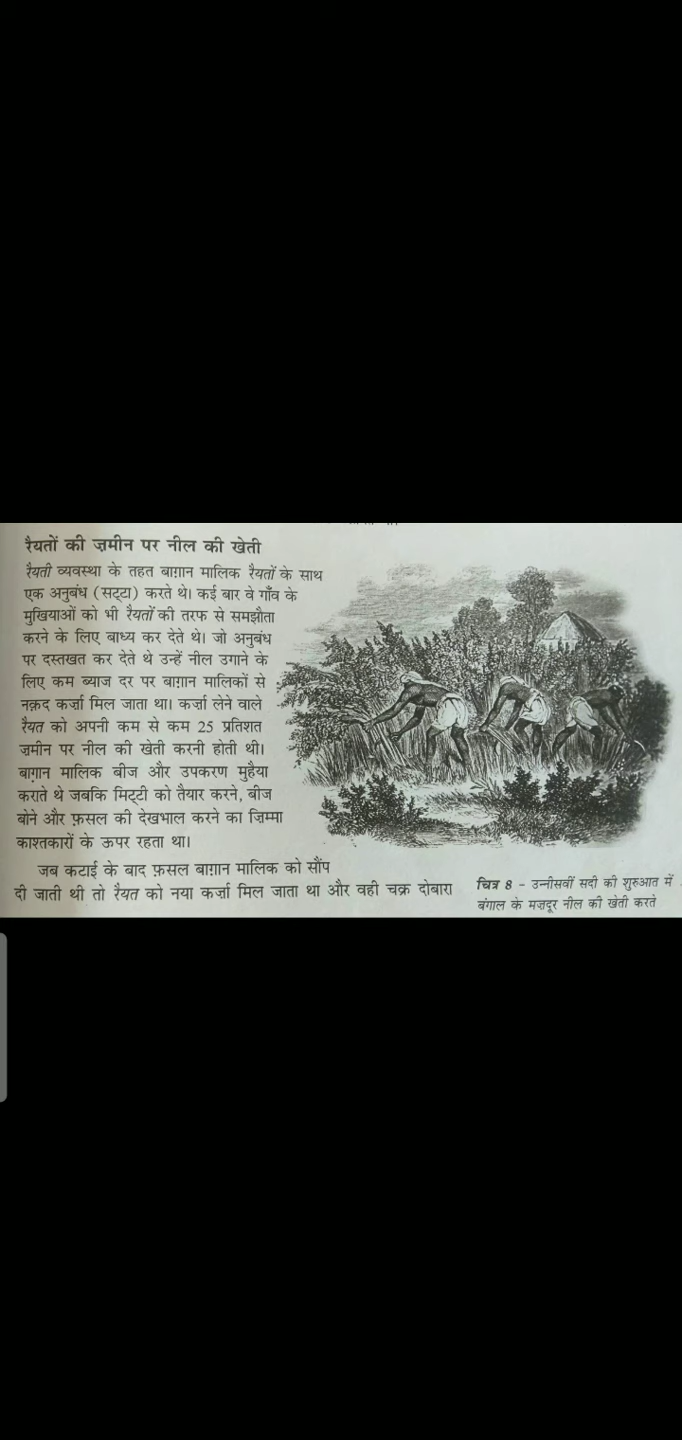 रैयतों की ज़मीन पर नील की खेती
रैयती व्यवस्था के तहत बाग़ान मालिक रैयतों के साथ
एक अनुबंध (सट्टा) करते थे। कई बार वे गाँव के
मुखियाओं को भी रैयतों की तरफ से समझौता
करने के लिए बाध्य कर देते थे। जो अनुबंध
पर दस्तखत कर देते थे उन्हें नील उगाने के
लिए कम ब्याज दर पर बाग़ान मालिकों से
नक़द कर्ज़ा मिल जाता था। कर्ज़ा लेने वाले
रैयत को अपनी कम से कम 25 प्रतिशत
ज़मीन पर नील की खेती करनी होती थी।
बाग़ान मालिक बीज और उपकरण मुहैया
कराते थे जबकि मिट्टी को तैयार करने, बीज
बोने और फ़सल की देखभाल करने का ज़िम्मा
काश्तकारों के ऊपर रहता था।
जब कटाई के बाद फ़सल बाग़ान मालिक को सौंप
दी जाती थी तो रैयत को नया कर्ज़ा मिल जाता था और वही चक्र दोबारा
चित्र 8 - उन्नीसवीं सदी की शुरुआत में
बंगाल के मज़दूर नील की खेती करते